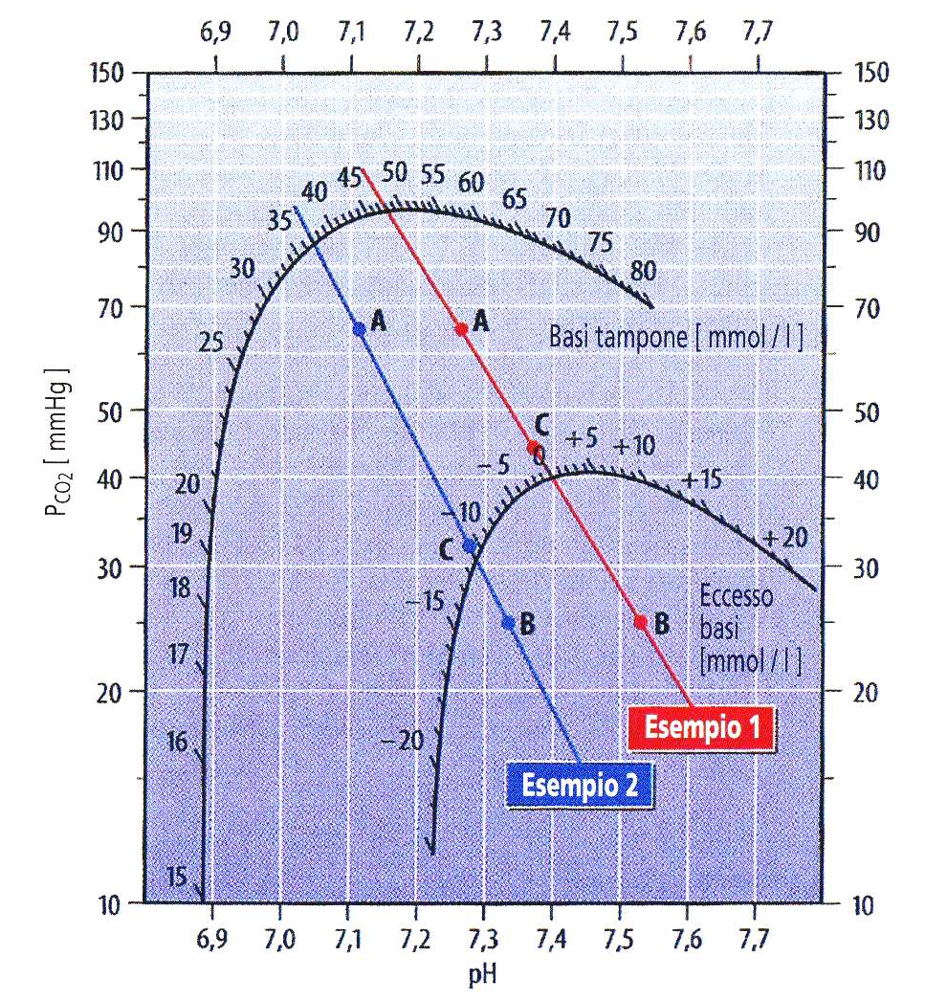 6,9 7,0 7,1 7,2 7,3 7,4 7,5 7,6 7,7
150 150
130 130
110 110
90 90
70 70
50 50
40 40
30 30
20 20
10 10
P_CO2 [ mmHg]
15
16
17
18
19
20
25
30
35
40
45
50
55
60
65
70
75
80
Basi tampone [ mmol / l ]
A
A
C
0
–5
+5
+10
+15
+20
–10
C
–15
–20
B
B
Eccesso
basi
[mmol / l ]
Esempio 1
Esempio 2
6,9 7,0 7,1 7,2 7,3 7,4 7,5 7,6 7,7
pH